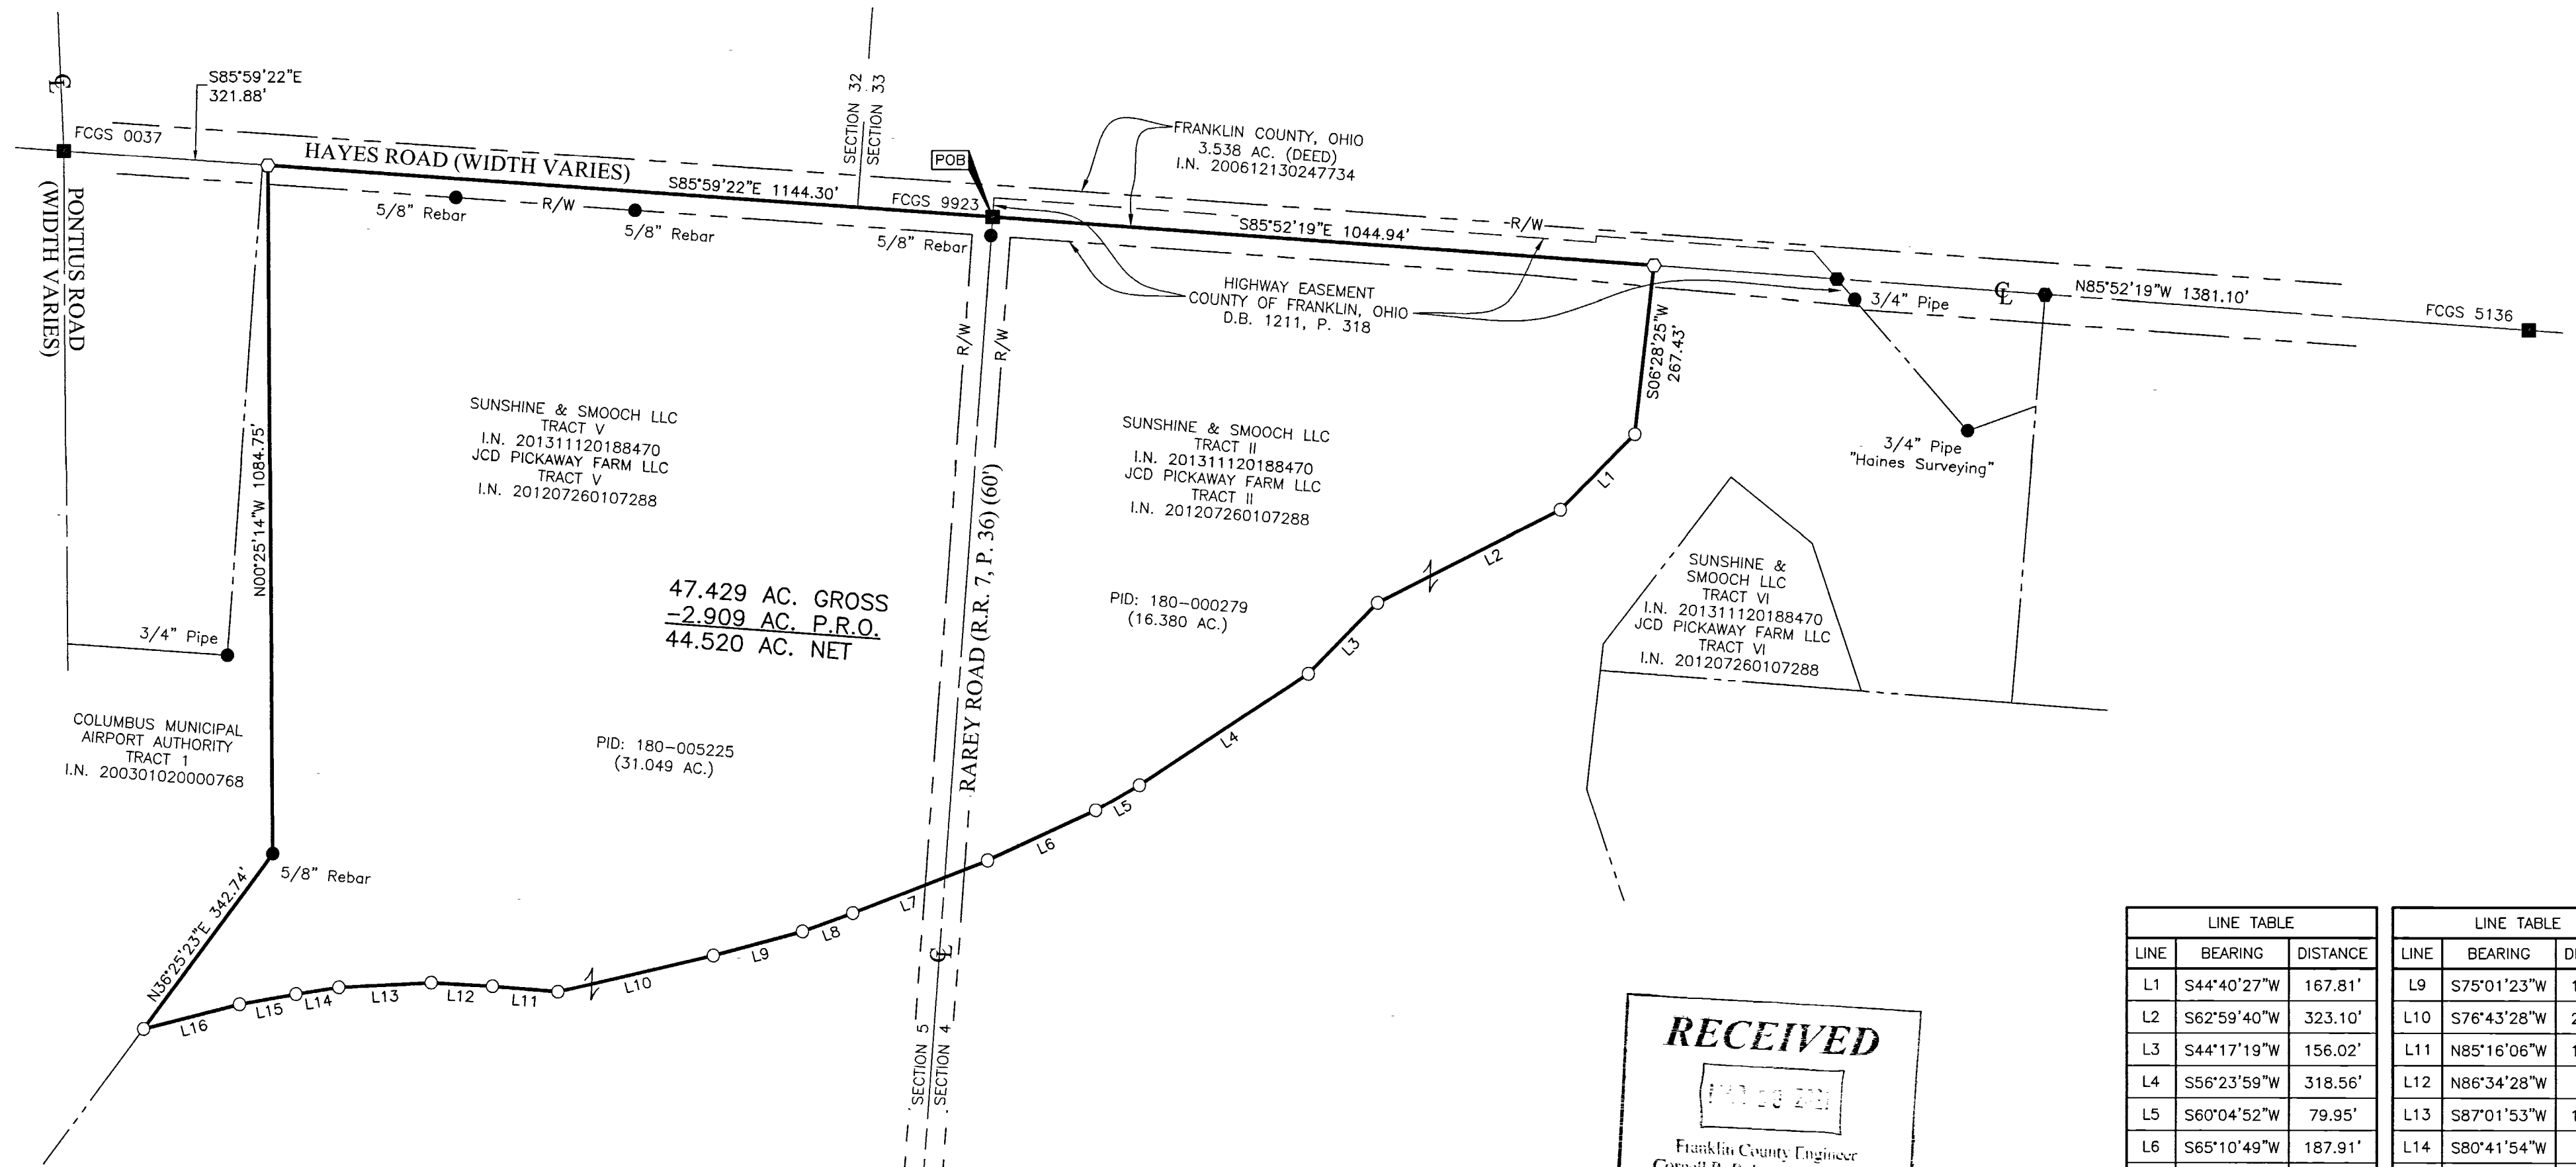 S85°59'22"E
321.88'
℄
FCGS 0037
HAYES ROAD (WIDTH VARIES)
PONTIUS ROAD
(WIDTH VARIES)
5/8" Rebar
R/W
5/8" Rebar
S85°59'22"E 1144.30'
SECTION 32
SECTION 33
FCGS 9923
POB
5/8" Rebar
FRANKLIN COUNTY, OHIO
3.538 AC. (DEED)
I.N. 200612130247734
S85°52'19"E 1044.94'
R/W
HIGHWAY EASEMENT
COUNTY OF FRANKLIN, OHIO
D.B. 1211, P. 318
3/4" Pipe
℄
N85°52'19"W 1381.10'
FCGS 5136
S06°28'25"W
267.43'
3/4" Pipe
"Haines Surveying"
R/W
R/W
N00°25'14"W 1084.75'
SUNSHINE & SMOOCH LLC
TRACT V
I.N. 201311120188470
JCD PICKAWAY FARM LLC
TRACT V
I.N. 201207260107288
SUNSHINE & SMOOCH LLC
TRACT II
I.N. 201311120188470
JCD PICKAWAY FARM LLC
TRACT II
I.N. 201207260107288
SUNSHINE &
SMOOCH LLC
TRACT VI
I.N. 201311120188470
JCD PICKAWAY FARM LLC
TRACT VI
I.N. 201207260107288
47.429 AC. GROSS
-2.909 AC. P.R.O.
44.520 AC. NET
RAREY ROAD (R.R. 7, P. 36) (60')
PID: 180-000279
(16.380 AC.)
3/4" Pipe
COLUMBUS MUNICIPAL
AIRPORT AUTHORITY
TRACT 1
I.N. 200301020000768
PID: 180-005225
(31.049 AC.)
5/8" Rebar
N36°25'23"E 342.74'
L1
L2
L3
L4
L5
L6
L7
L8
L9
L10
L11
L12
L13
L14
L15
L16
℄
SECTION 5
SECTION 4
RECEIVED
Franklin County Engineer
LINE TABLE
LINE BEARING DISTANCE
L1 S44°40'27"W 167.81'
L2 S62°59'40"W 323.10'
L3 S44°17'19"W 156.02'
L4 S56°23'59"W 318.56'
L5 S60°04'52"W 79.95'
L6 S65°10'49"W 187.91'
LINE TABLE
LINE BEARING
L9 S75°01'23"W
L10 S76°43'28"W
L11 N85°16'06"W
L12 N86°34'28"W
L13 S87°01'53"W
L14 S80°41'54"W